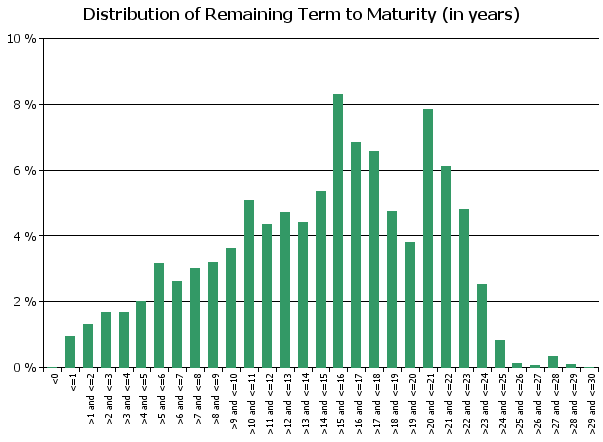 Distribution of Remaining Term to Maturity (in years)
10 %
8 %
6 %
4 %
2 %
0 %
<0
<=1
>1 and <=2
>2 and <=3
>3 and <=4
>4 and <=5
>5 and <=6
>6 and <=7
>7 and <=8
>8 and <=9
>9 and <=10
>10 and <=11
>11 and <=12
>12 and <=13
>13 and <=14
>14 and <=15
>15 and <=16
>16 and <=17
>17 and <=18
>18 and <=19
>19 and <=20
>20 and <=21
>21 and <=22
>22 and <=23
>23 and <=24
>24 and <=25
>25 and <=26
>26 and <=27
>27 and <=28
>28 and <=29
>29 and <=30